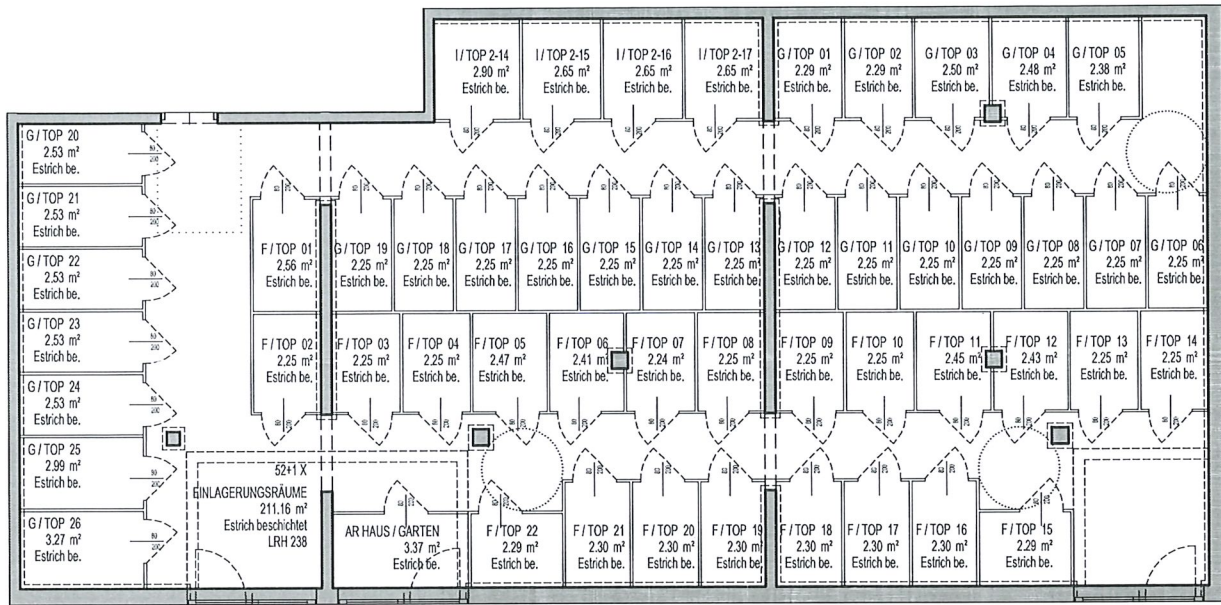 I / TOP 2-14
2.90 m²
Estrich be.
I / TOP 2-15
2.65 m²
Estrich be.
I / TOP 2-16
2.65 m²
Estrich be.
I / TOP 2-17
2.65 m²
Estrich be.
G / TOP 01
2.29 m²
Estrich be.
G / TOP 02
2.29 m²
Estrich be.
G / TOP 03
2.50 m²
Estrich be.
G / TOP 04
2.48 m²
Estrich be.
G / TOP 05
2.38 m²
Estrich be.
G / TOP 20
2.53 m²
Estrich be.
G / TOP 21
2.53 m²
Estrich be.
G / TOP 22
2.53 m²
Estrich be.
G / TOP 23
2.53 m²
Estrich be.
G / TOP 24
2.53 m²
Estrich be.
G / TOP 25
2.99 m²
Estrich be.
G / TOP 26
3.27 m²
Estrich be.
F / TOP 01
2.56 m²
Estrich be.
G / TOP 19
2.25 m²
Estrich be.
G / TOP 18
2.25 m²
Estrich be.
G / TOP 17
2.25 m²
Estrich be.
G / TOP 16
2.25 m²
Estrich be.
G / TOP 15
2.25 m²
Estrich be.
G / TOP 14
2.25 m²
Estrich be.
G / TOP 13
2.25 m²
Estrich be.
G / TOP 12
2.25 m²
Estrich be.
G / TOP 11
2.25 m²
Estrich be.
G / TOP 10
2.25 m²
Estrich be.
G / TOP 09
2.25 m²
Estrich be.
G / TOP 08
2.25 m²
Estrich be.
G / TOP 07
2.25 m²
Estrich be.
G / TOP 06
2.25 m²
Estrich be.
F / TOP 02
2.25 m²
Estrich be.
F / TOP 03
2.25 m²
Estrich be.
F / TOP 04
2.25 m²
Estrich be.
F / TOP 05
2.47 m²
Estrich be.
F / TOP 06
2.41 m²
Estrich be.
F / TOP 07
2.24 m²
Estrich be.
F / TOP 08
2.25 m²
Estrich be.
F / TOP 09
2.25 m²
Estrich be.
F / TOP 10
2.25 m²
Estrich be.
F / TOP 11
2.45 m²
Estrich be.
F / TOP 12
2.43 m²
Estrich be.
F / TOP 13
2.25 m²
Estrich be.
F / TOP 14
2.25 m²
Estrich be.
52+1 X
EINLAGERUNGSRÄUME
211.16 m²
Estrich beschichtet
LRH 238
AR HAUS / GARTEN
3.37 m²
Estrich be.
F / TOP 22
2.29 m²
Estrich be.
F / TOP 21
2.30 m²
Estrich be.
F / TOP 20
2.30 m²
Estrich be.
F / TOP 19
2.30 m²
Estrich be.
F / TOP 18
2.30 m²
Estrich be.
F / TOP 17
2.30 m²
Estrich be.
F / TOP 16
2.30 m²
Estrich be.
F / TOP 15
2.29 m²
Estrich be.